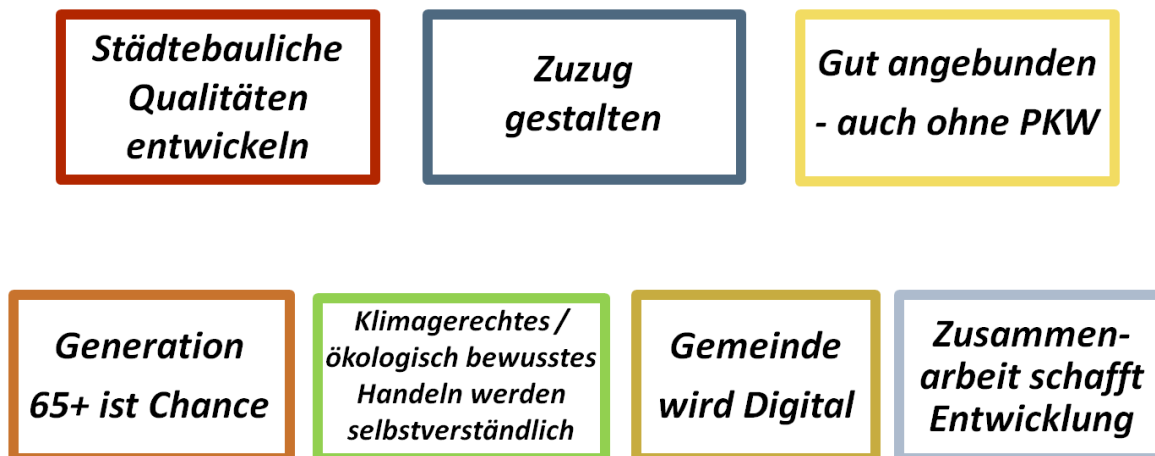 Städtebauliche
Qualitäten
entwickeln
Zuzug
gestalten
Gut angebunden
- auch ohne PKW
Generation
65+ ist Chance
Klimagerechtes /
ökologisch bewusstes
Handeln werden
selbstverständlich
Gemeinde
wird Digital
Zusammen-
arbeit schafft
Entwicklung